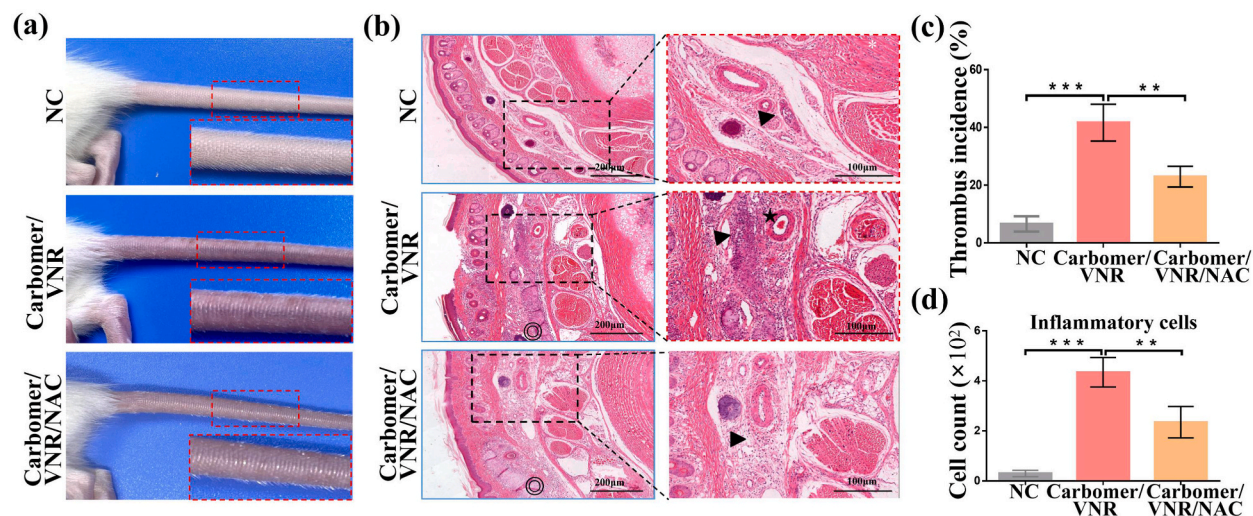 (a)
NC
Carbomer/
VNR
Carbomer/
VNR/NAC
(b)
NC
200μm
100μm
*
Carbomer/
VNR
200μm
100μm
★
Carbomer/
VNR/NAC
200μm
100μm
(c)
Thrombus incidence (%)
60
40
20
0
***
**
NC
Carbomer/
VNR
Carbomer/
VNR/NAC
(d)
Inflammatory cells
Cell count (×10²)
6
4
2
0
***
**
NC
Carbomer/
VNR
Carbomer/
VNR/NAC